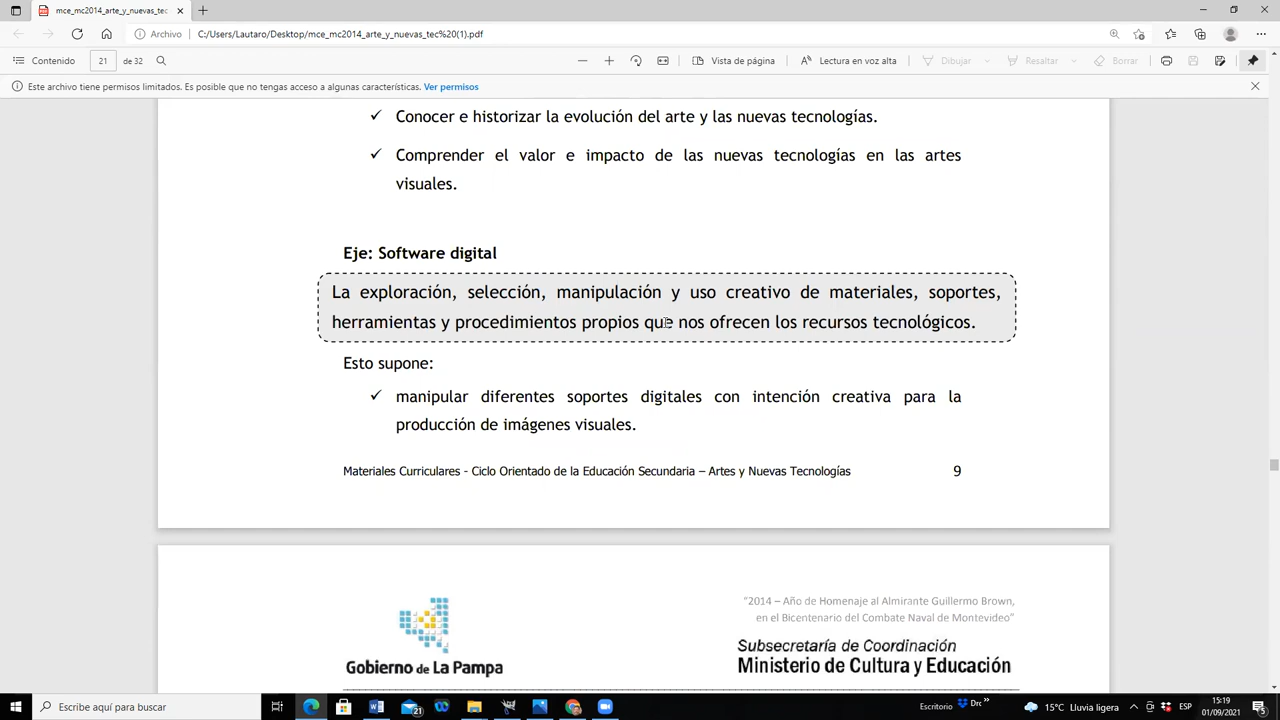 mce_mc2014_arte_y_nuevas_tec
Archivo
C:/Users/Lautaro/Desktop/mce_mc2014_arte_y_nuevas_tec%20(1).pdf
Contenido
21
de 32
Vista de página
Lectura en voz alta
Dibujar
Resaltar
Borrar
Este archivo tiene permisos limitados. Es posible que no tengas acceso a algunas características. Ver permisos
Conocer e historizar la evolución del arte y las nuevas tecnologías.
Comprender el valor e impacto de las nuevas tecnologías en las artes
visuales.
Eje: Software digital
La exploración, selección, manipulación y uso creativo de materiales, soportes,
herramientas y procedimientos propios que nos ofrecen los recursos tecnológicos.
Esto supone:
manipular diferentes soportes digitales con intención creativa para la
producción de imágenes visuales.
Materiales Curriculares - Ciclo Orientado de la Educación Secundaria – Artes y Nuevas Tecnologías 9
"2014 – Año de Homenaje al Almirante Guillermo Brown,
en el Bicentenario del Combate Naval de Montevideo"
Subsecretaría de Coordinación
Gobierno de La Pampa
Ministerio de Cultura y Educación
Escribe aquí para buscar
21
Escritorio
15°C Lluvia ligera
ESP
15:19
01/09/2021